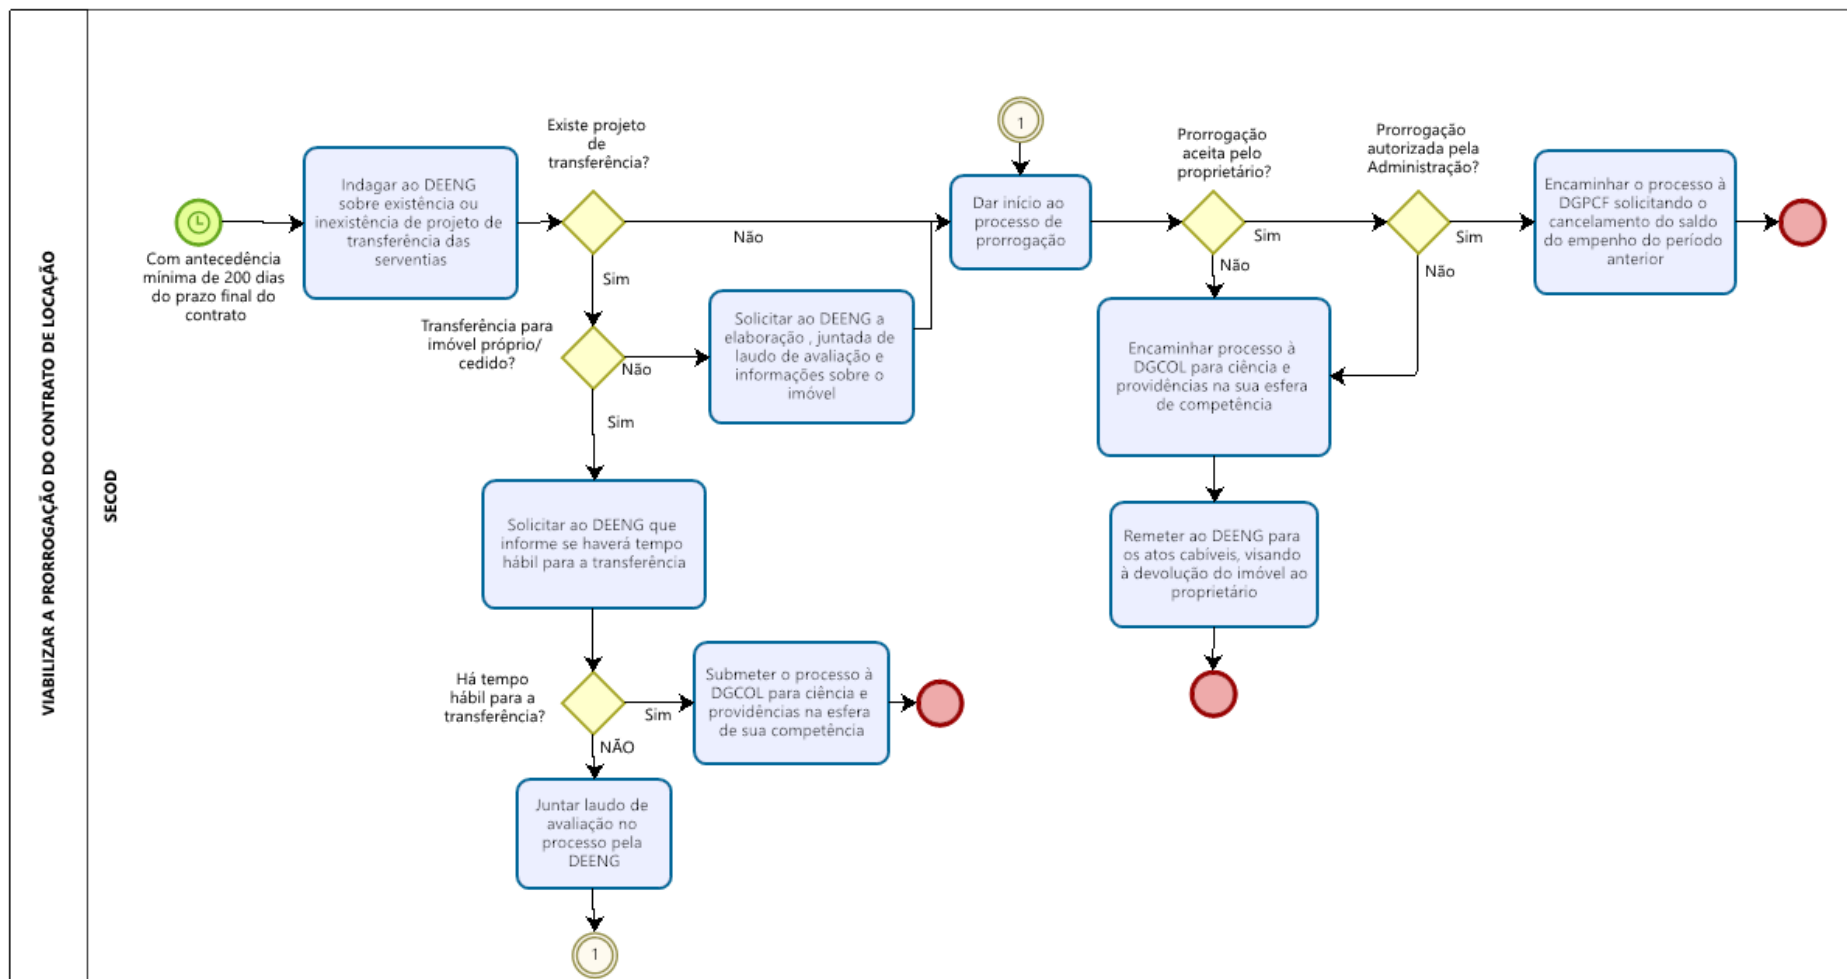 VIABILIZAR A PRORROGAÇÃO DO CONTRATO DE LOCAÇÃO
SECOD
Com antecedência
mínima de 200 dias
do prazo final do
contrato
Indagar ao DEENG
sobre existência ou
inexistência de projeto de
transferência das
serventias
Existe projeto
de
transferência?
Não
Sim
Transferência para
imóvel próprio/
cedido?
Não
Sim
Solicitar ao DEENG a
elaboração , juntada de
laudo de avaliação e
informações sobre o
imóvel
Solicitar ao DEENG que
informe se haverá tempo
hábil para a transferência
Há tempo
hábil para a
transferência?
Sim
NÃO
Submeter o processo à
DGCOL para ciência e
providências na esfera
de sua competência
Juntar laudo de
avaliação no
processo pela
DEENG
1
1
Dar início ao
processo de
prorrogação
Prorrogação
aceita pelo
proprietário?
Sim
Não
Prorrogação
autorizada pela
Administração?
Sim
Não
Encaminhar o processo à
DGPCF solicitando o
cancelamento do saldo
do empenho do período
anterior
Encaminhar processo à
DGCOL para ciência e
providências na sua esfera
de competência
Remeter ao DEENG para
os atos cabíveis, visando
à devolução do imóvel ao
proprietário